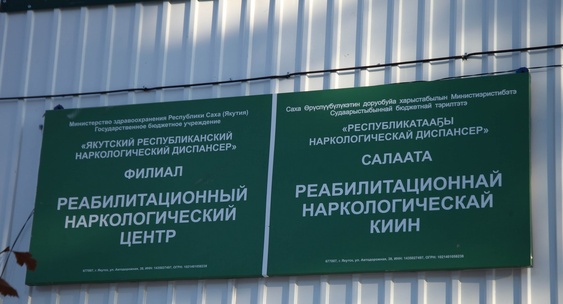 Министерство здравоохранения Республики Саха (Якутия)
Государственное бюджетное учреждение
«ЯКУТСКИЙ РЕСПУБЛИКАНСКИЙ
НАРКОЛОГИЧЕСКИЙ ДИСПАНСЕР»
ФИЛИАЛ
РЕАБИЛИТАЦИОННЫЙ
НАРКОЛОГИЧЕСКИЙ
ЦЕНТР
Саха Өрөспүүбүлүкэтин доруобуйа харыстабылын Министиэристибэтэ
Судаарыстыбаннай бюджетнай тэрилтэтэ
«РЕСПУБЛИКАТААҔЫ
НАРКОЛОГИЧЕСКАЙ ДИСПАНСЕР»
САЛААТА
РЕАБИЛИТАЦИОННАЙ
НАРКОЛОГИЧЕСКАЙ
КИИН